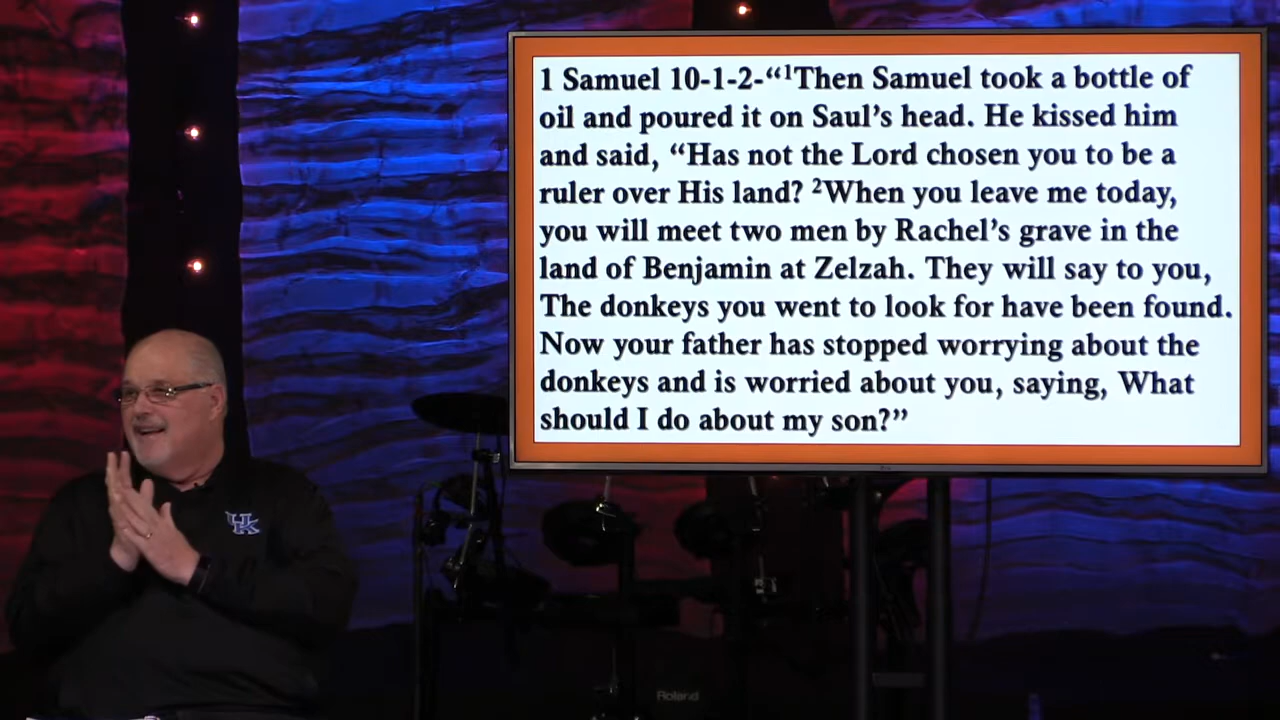 1 Samuel 10-1-2-“¹Then Samuel took a bottle of
oil and poured it on Saul’s head. He kissed him
and said, “Has not the Lord chosen you to be a
ruler over His land? ²When you leave me today,
you will meet two men by Rachel’s grave in the
land of Benjamin at Zelzah. They will say to you,
The donkeys you went to look for have been found.
Now your father has stopped worrying about the
donkeys and is worried about you, saying, What
should I do about my son?”
UK
Roland